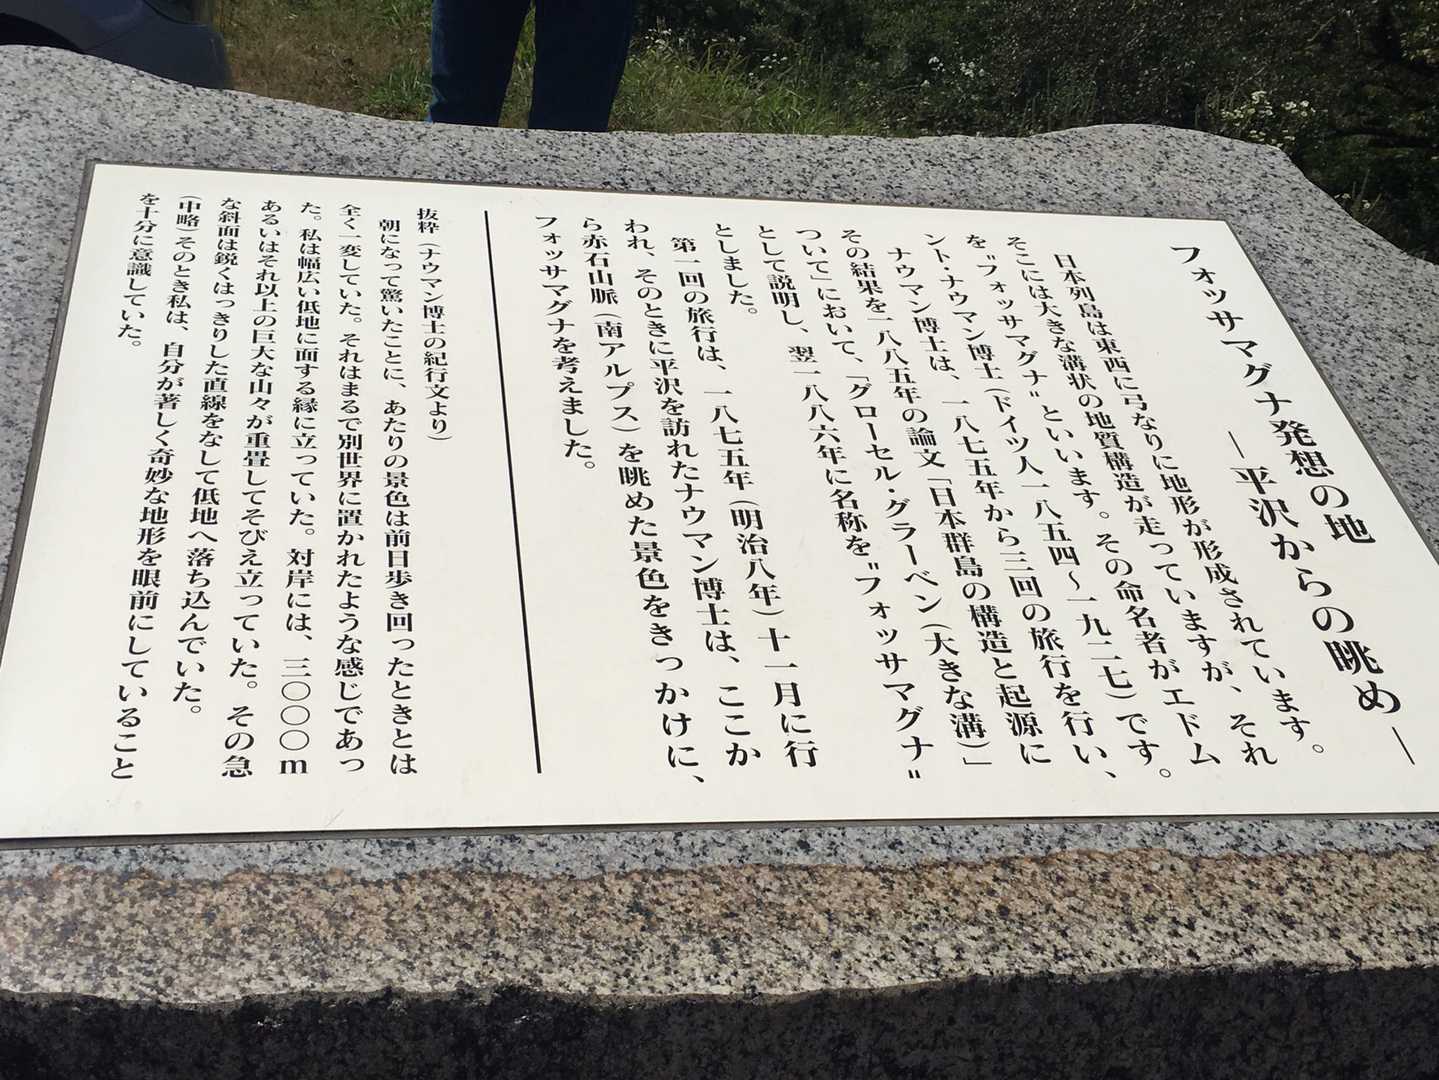 フォッサマグナ発想の地
―平沢からの眺め―
日本列島は東西に弓なりに地形が形成されています。
そこには大きな溝状の地質構造が走っていますが、それ
を〝フォッサマグナ〟といいます。その命名者がエドム
ント・ナウマン博士(ドイツ人一八五四～一九二七)です。
ナウマン博士は、一八七五年から三回の旅行を行い、
その結果を一八八五年の論文「日本群島の構造と起源に
ついて」において、「グローセル・グラーベン(大きな溝)」
として説明し、翌一八八六年に名称を〝フォッサマグナ〟
としました。
第一回の旅行は、一八七五年(明治八年)十一月に行
われ、そのときに平沢を訪れたナウマン博士は、ここか
ら赤石山脈(南アルプス)を眺めた景色をきっかけに、
フォッサマグナを考えました。
抜粋(ナウマン博士の紀行文より)
朝になって驚いたことに、あたりの景色は前日歩き回ったときとは
全く一変していた。それはまるで別世界に置かれたような感じであっ
た。私は幅広い低地に面する縁に立っていた。対岸には、三〇〇〇m
あるいはそれ以上の巨大な山々が重畳してそびえ立っていた。その急
な斜面は鋭くはっきりした直線をなして低地へ落ち込んでいた。
(中略)そのとき私は、自分が著しく奇妙な地形を眼前にしていること
を十分に意識していた。